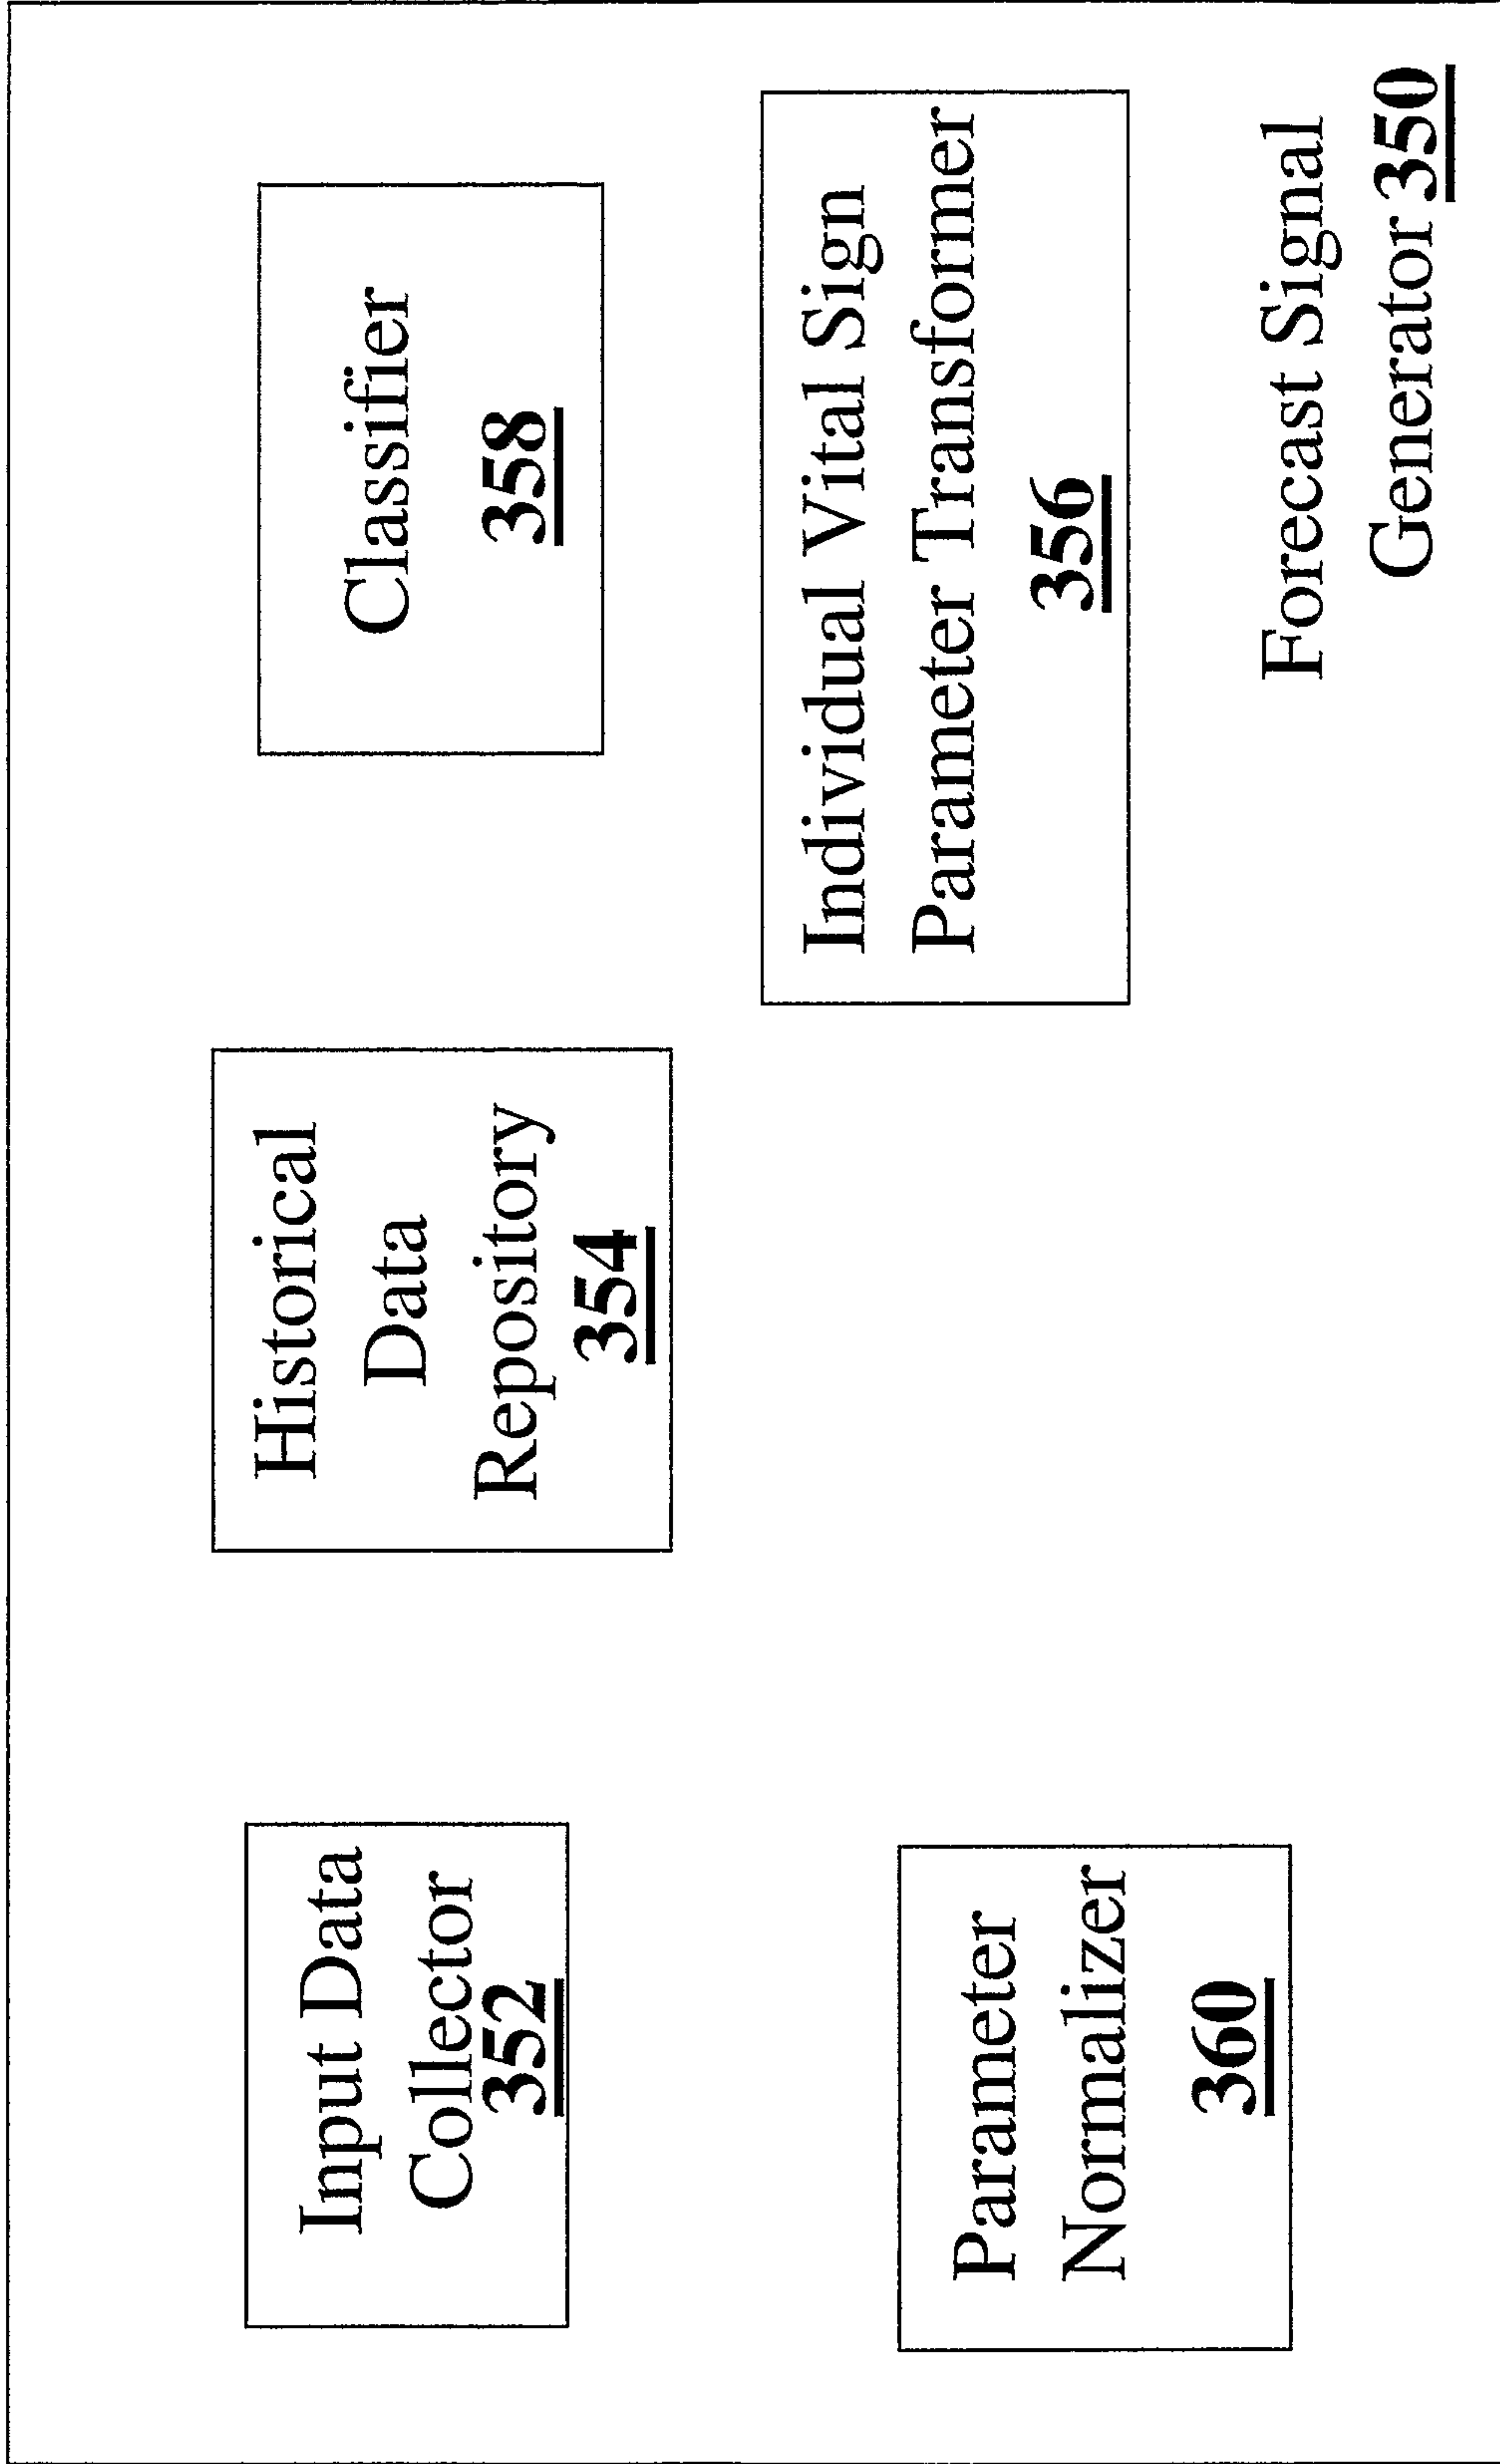 Input Data
Collector
352
Historical
Data
Repository
354
Classifier
358
Parameter
Normalizer
360
Individual Vital Sign
Parameter Transformer
356
Forecast Signal
Generator 350